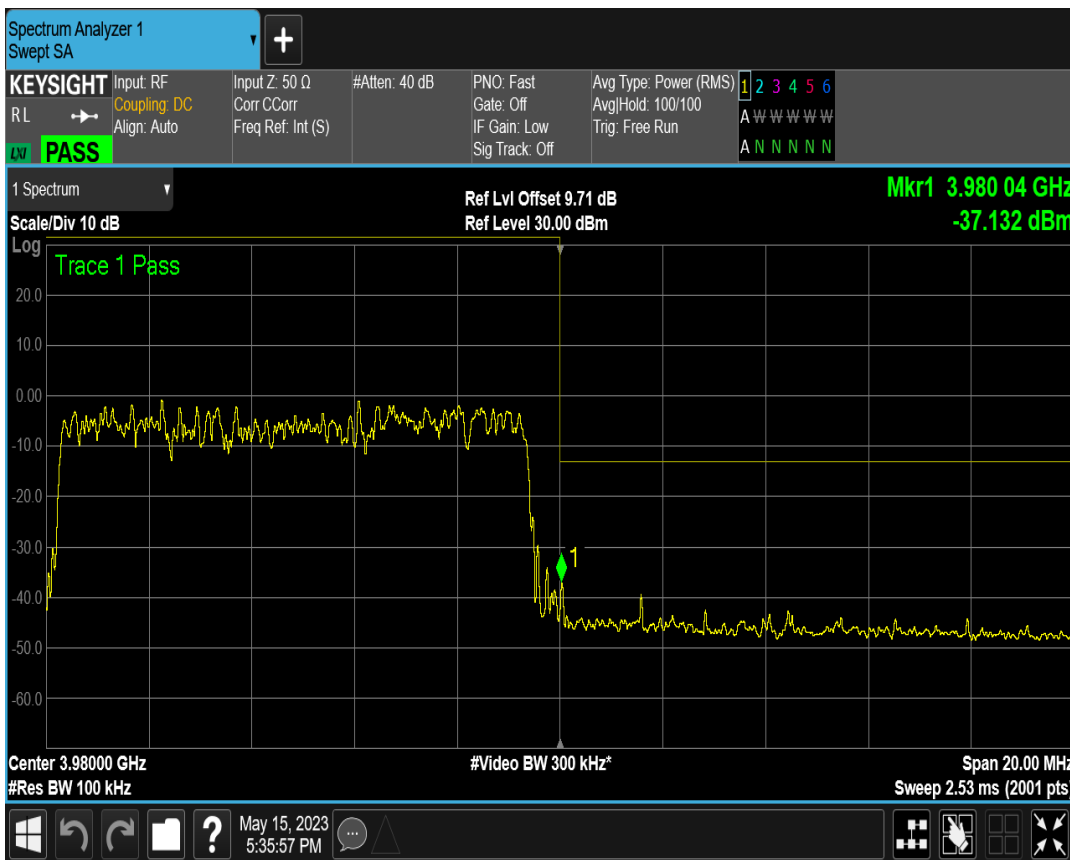 Spectrum Analyzer 1
Swept SA
KEYSIGHT
RL
LXI PASS
Input: RF
Coupling: DC
Align: Auto
Input Z: 50 Ω
Corr CCorr
Freq Ref: Int (S)
#Atten: 40 dB
PNO: Fast
Gate: Off
IF Gain: Low
Sig Track: Off
Avg Type: Power (RMS)
Avg|Hold: 100/100
Trig: Free Run
1 2 3 4 5 6
A W W W W W
A N N N N N
1 Spectrum
Scale/Div 10 dB
Ref Lvl Offset 9.71 dB
Ref Level 30.00 dBm
Mkr1 3.980 04 GHz
-37.132 dBm
Log
Trace 1 Pass
20.0
10.0
0.00
-10.0
-20.0
-30.0
1
-40.0
-50.0
-60.0
Center 3.98000 GHz
#Res BW 100 kHz
#Video BW 300 kHz*
Span 20.00 MHz
Sweep 2.53 ms (2001 pts)
?
May 15, 2023
5:35:57 PM